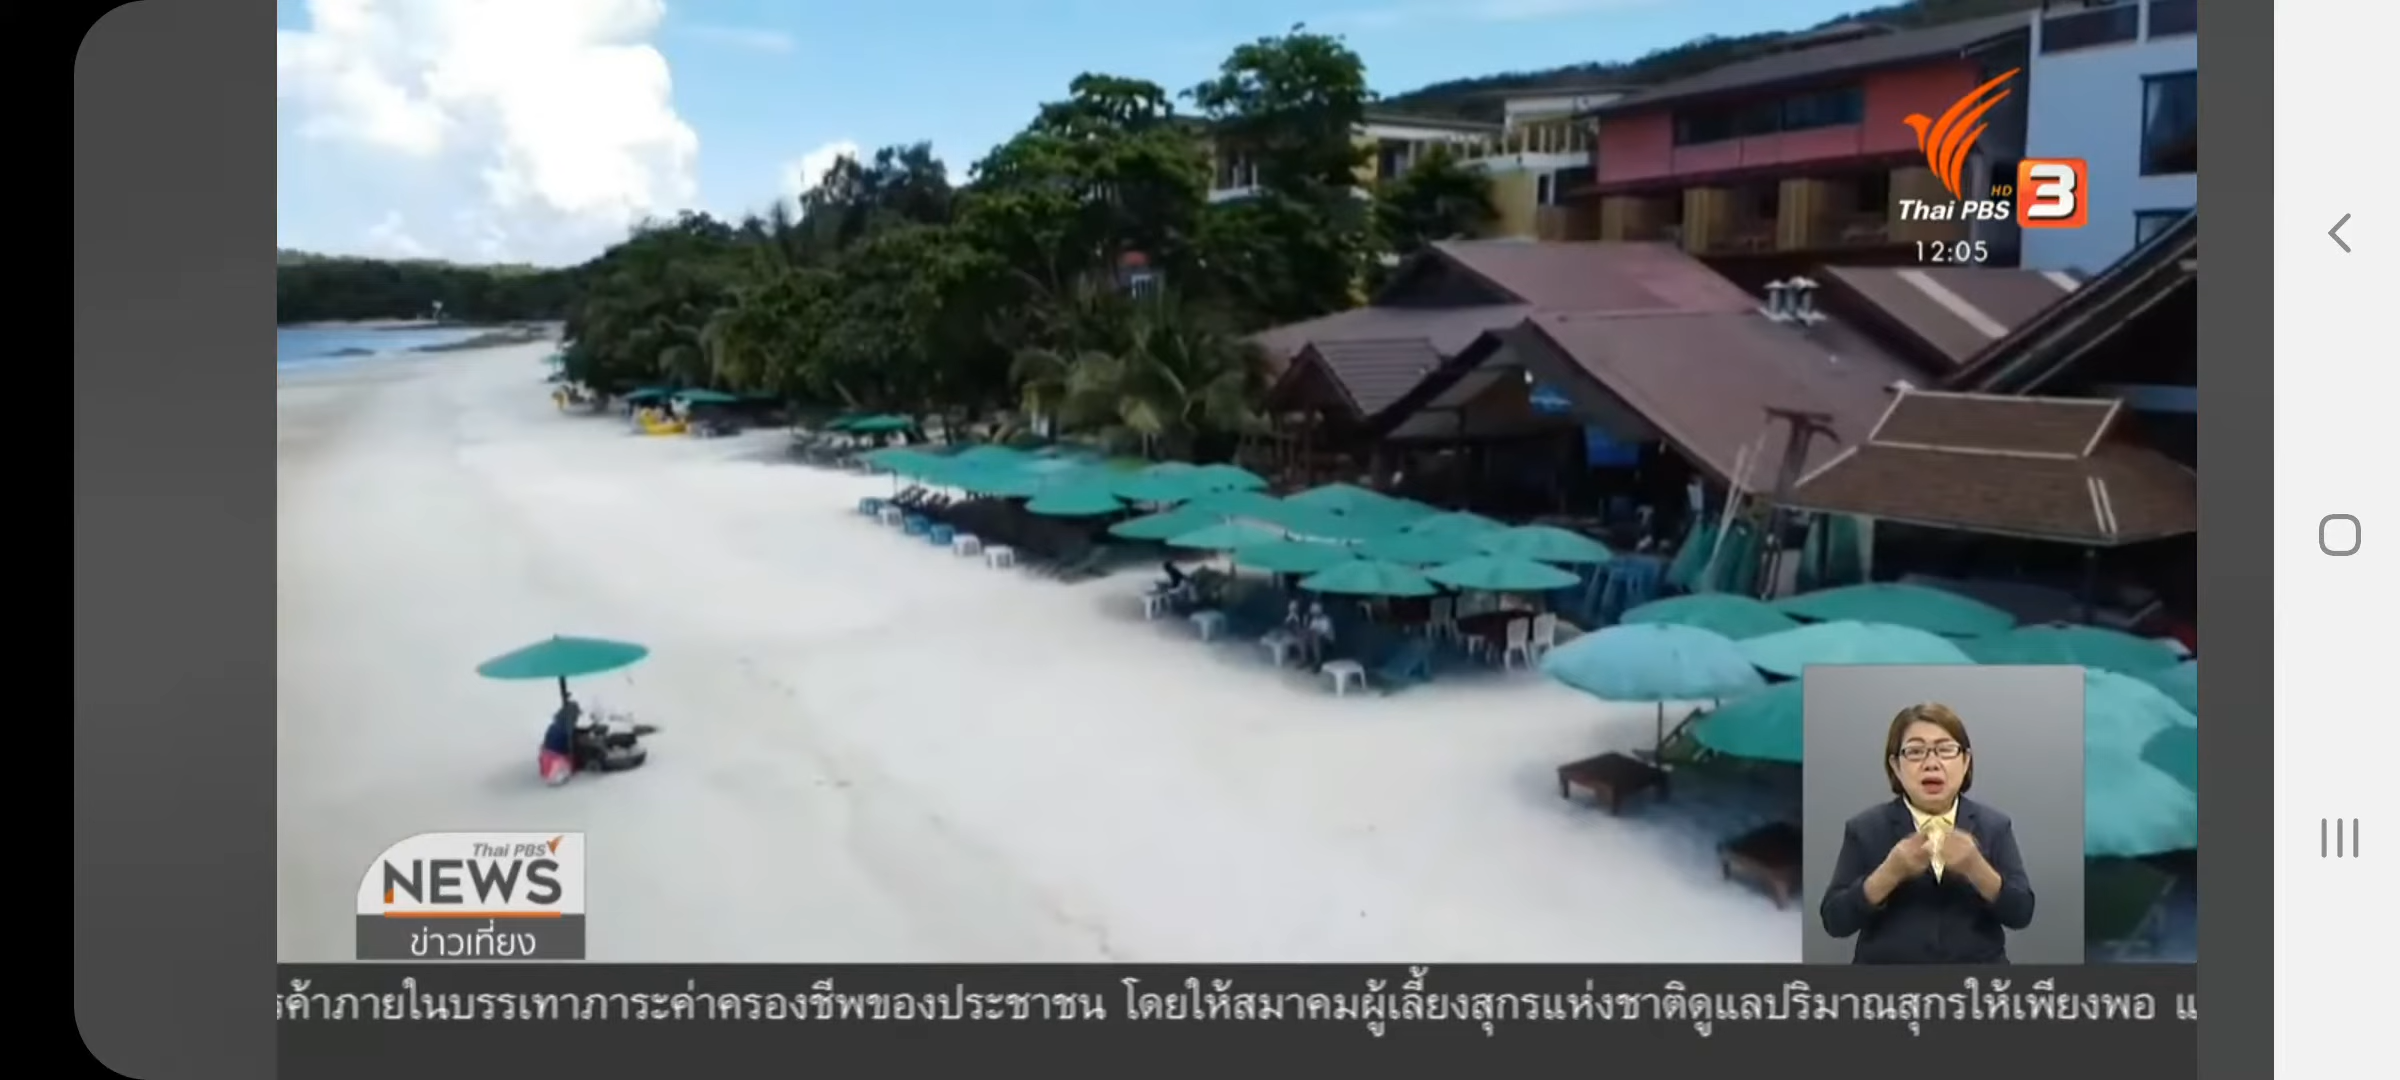 Thai PBS HD 3
12:05
Thai PBS
NEWS
ข่าวเที่ยง
รค้าภายในบรรเทาภาระค่าครองชีพของประชาชน โดยให้สมาคมผู้เลี้ยงสุกรแห่งชาติดูแลปริมาณสุกรให้เพียงพอ แ